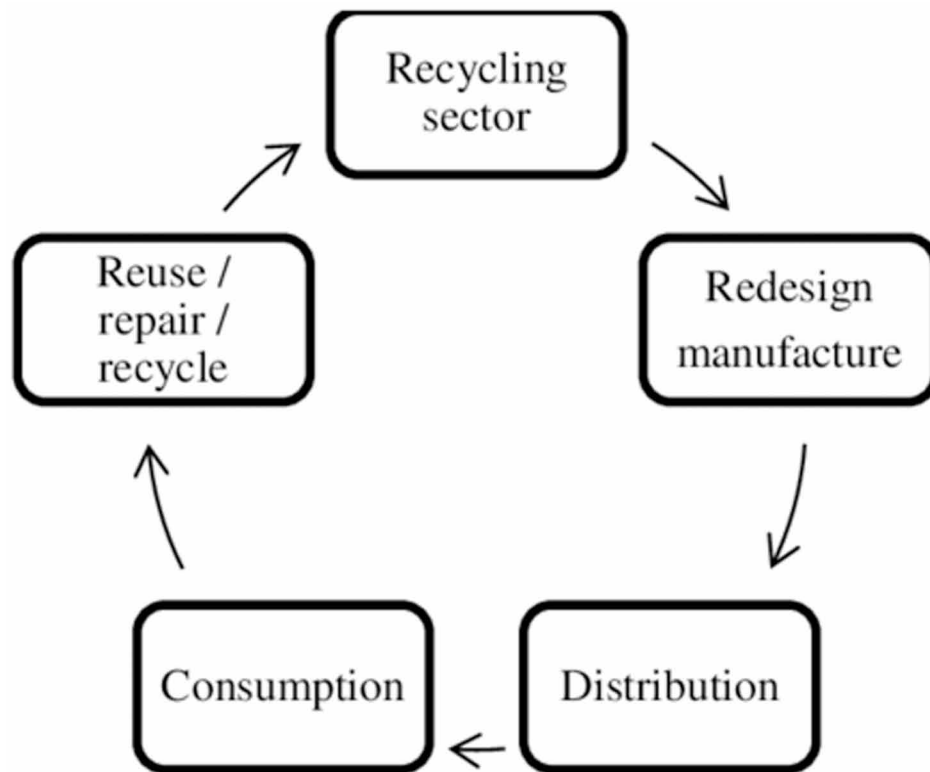 Recycling
sector
Reuse /
repair /
recycle
Redesign
manufacture
Consumption
Distribution